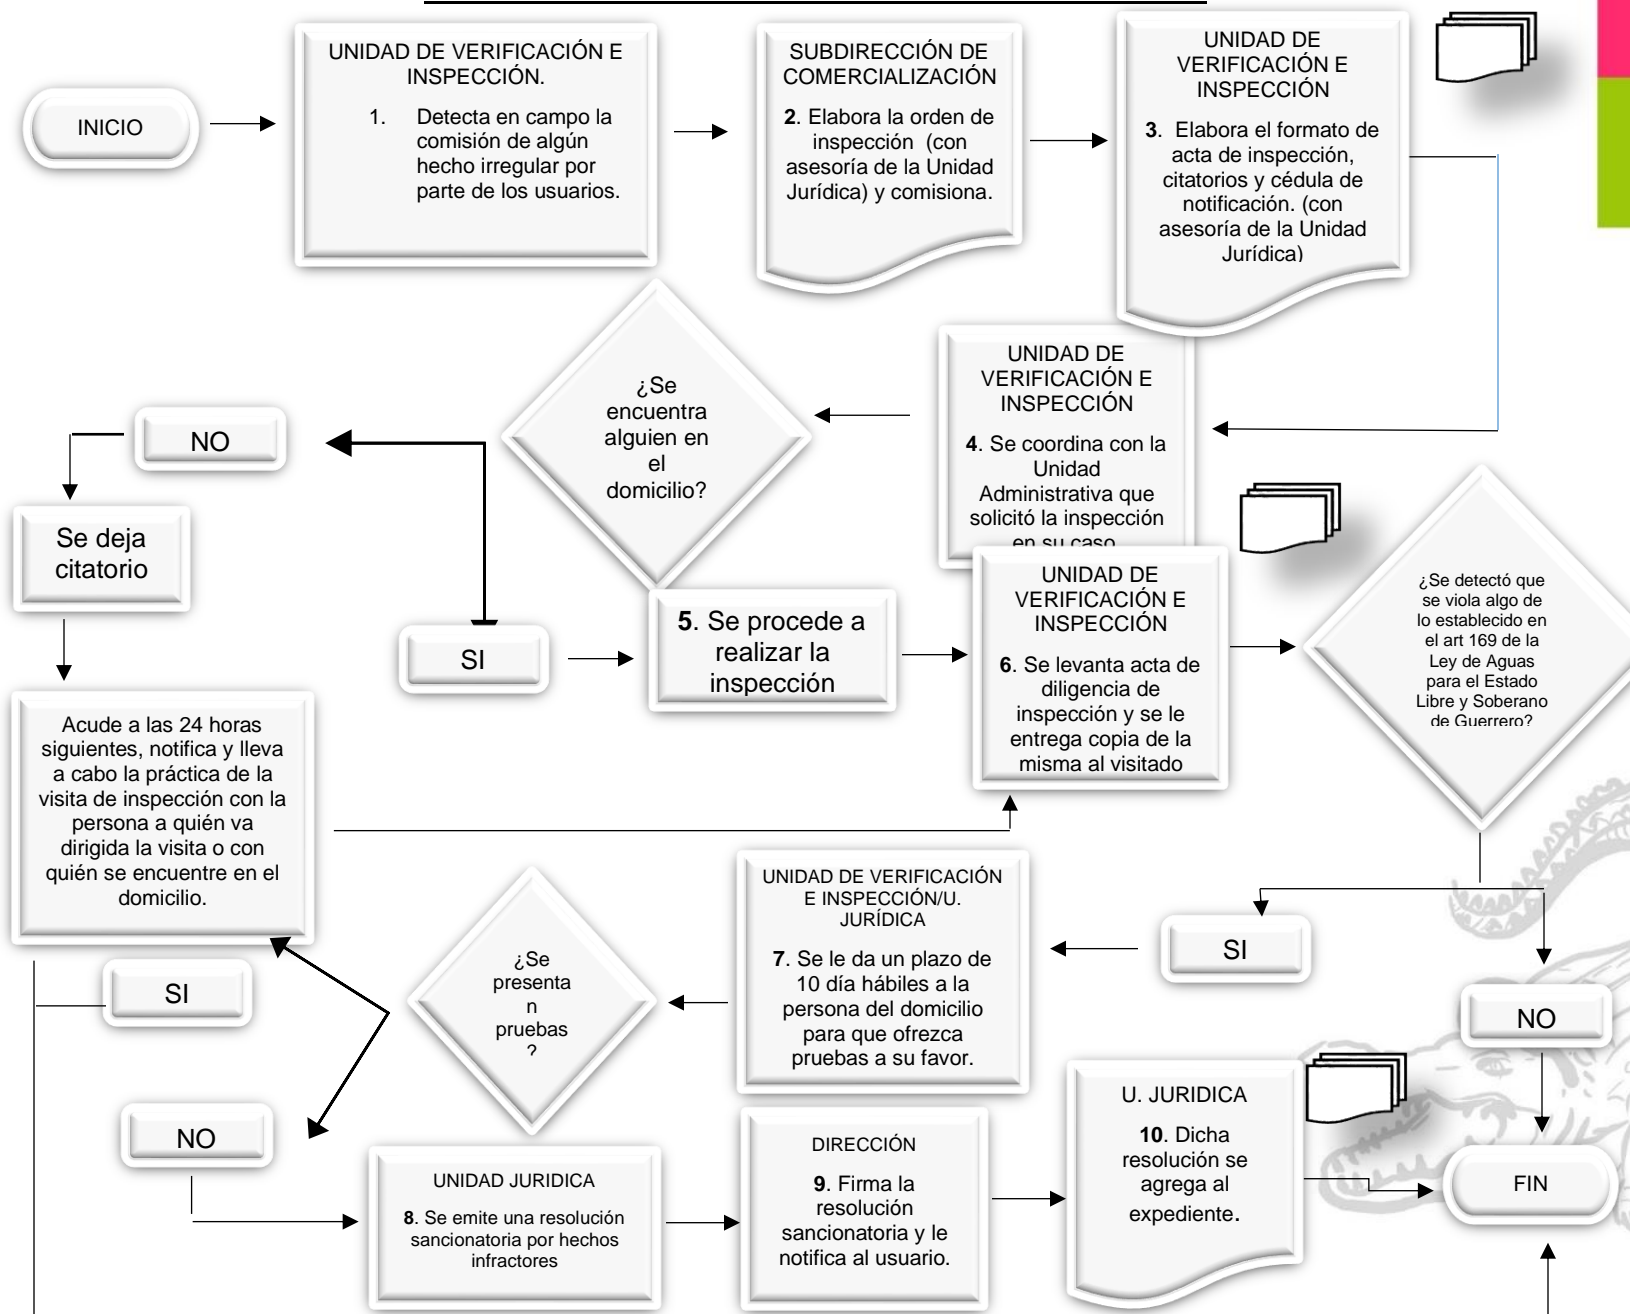 INICIO
UNIDAD DE VERIFICACIÓN E
INSPECCIÓN.
1. Detecta en campo la
comisión de algún
hecho irregular por
parte de los usuarios.
SUBDIRECCIÓN DE
COMERCIALIZACIÓN
2. Elabora la orden de
inspección (con
asesoría de la Unidad
Jurídica) y comisiona.
UNIDAD DE
VERIFICACIÓN E
INSPECCIÓN
3. Elabora el formato de
acta de inspección,
citatorios y cédula de
notificación. (con
asesoría de la Unidad
Jurídica)
UNIDAD DE
VERIFICACIÓN E
INSPECCIÓN
4. Se coordina con la
Unidad
Administrativa que
solicitó la inspección
en su caso
¿Se
encuentra
alguien en
el
domicilio?
NO
Se deja
citatorio
Acude a las 24 horas
siguientes, notifica y lleva
a cabo la práctica de la
visita de inspección con la
persona a quién va
dirigida la visita o con
quién se encuentre en el
domicilio.
SI
5. Se procede a
realizar la
inspección
UNIDAD DE
VERIFICACIÓN E
INSPECCIÓN
6. Se levanta acta de
diligencia de
inspección y se le
entrega copia de la
misma al visitado
¿Se detectó que
se viola algo de
lo establecido en
el art 169 de la
Ley de Aguas
para el Estado
Libre y Soberano
de Guerrero?
SI
NO
UNIDAD DE VERIFICACIÓN
E INSPECCIÓN/U.
JURÍDICA
7. Se le da un plazo de
10 día hábiles a la
persona del domicilio
para que ofrezca
pruebas a su favor.
¿Se
presenta
n
pruebas
?
SI
NO
UNIDAD JURIDICA
8. Se emite una resolución
sancionatoria por hechos
infractores
DIRECCIÓN
9. Firma la
resolución
sancionatoria y le
notifica al usuario.
U. JURIDICA
10. Dicha
resolución se
agrega al
expediente.
FIN